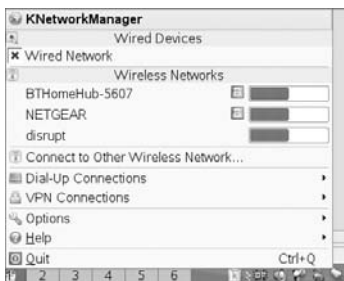 KNetworkManager
Wired Devices
Wired Network
Wireless Networks
BTHomeHub-5607
NETGEAR
disrupt
Connect to Other Wireless Network...
Dial-Up Connections
VPN Connections
Options
Help
Quit Ctrl+Q
1 2 3 4 5 6